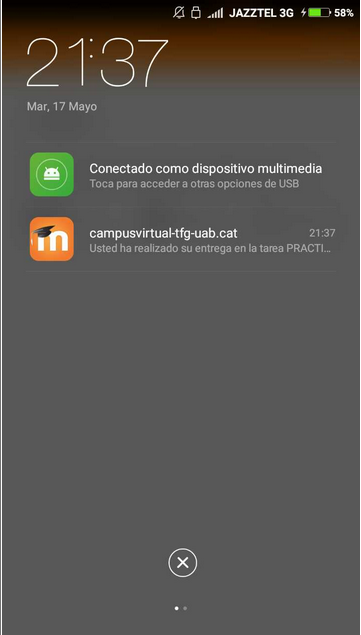 JAZZTEL 3G 58%
21:37
Mar, 17 Mayo
Conectado como dispositivo multimedia
Toca para acceder a otras opciones de USB
m
campusvirtual-tfg-uab.cat 21:37
Usted ha realizado su entrega en la tarea PRACTI...